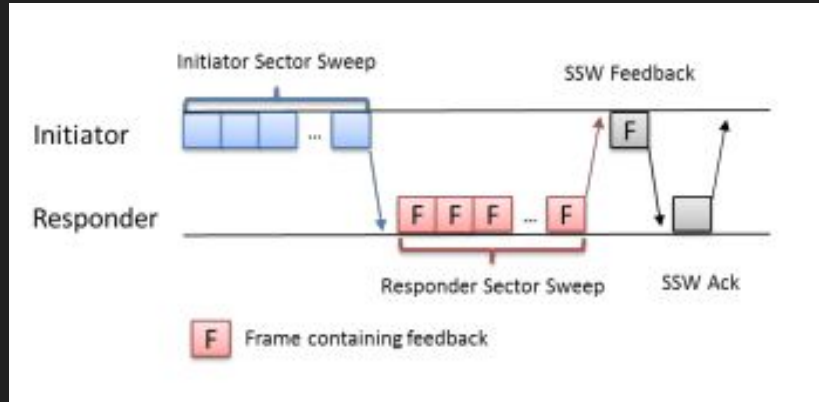 Initiator Sector Sweep
SSW Feedback
Initiator
... F
Responder
F F F ... F
Responder Sector Sweep
SSW Ack
F Frame containing feedback